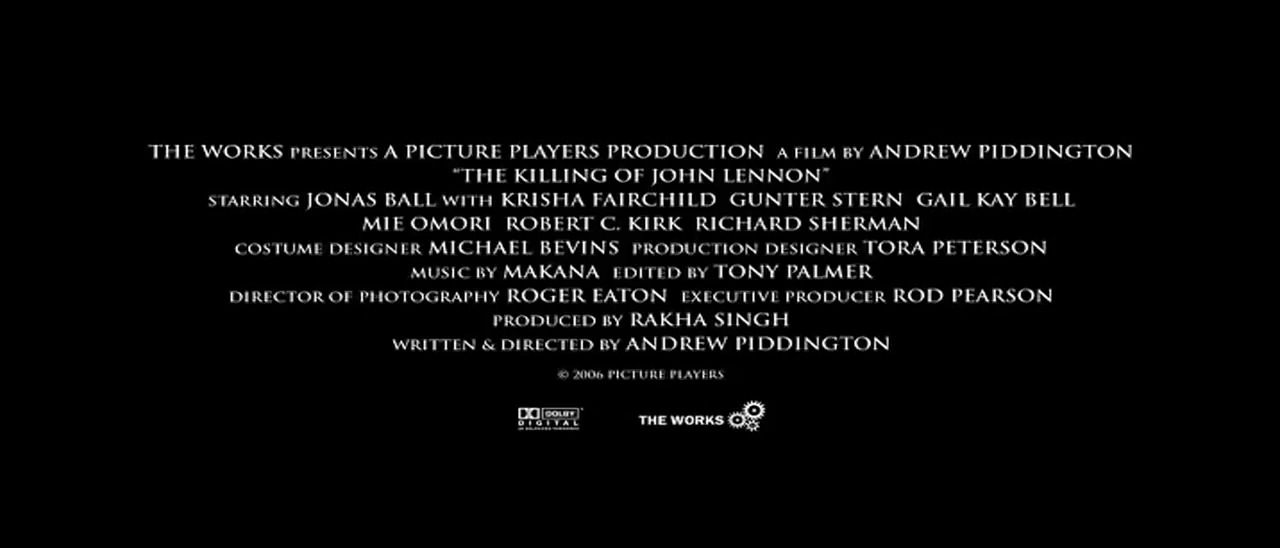 THE WORKS PRESENTS A PICTURE PLAYERS PRODUCTION A FILM BY ANDREW PIDDINGTON
"THE KILLING OF JOHN LENNON"
STARRING JONAS BALL WITH KRISHA FAIRCHILD GUNTER STERN GAIL KAY BELL
MIE OMORI ROBERT C. KIRK RICHARD SHERMAN
COSTUME DESIGNER MICHAEL BEVINS PRODUCTION DESIGNER TORA PETERSON
MUSIC BY MAKANA EDITED BY TONY PALMER
DIRECTOR OF PHOTOGRAPHY ROGER EATON EXECUTIVE PRODUCER ROD PEARSON
PRODUCED BY RAKHA SINGH
WRITTEN & DIRECTED BY ANDREW PIDDINGTON
© 2006 PICTURE PLAYERS
DOLBY
DIGITAL
THE WORKS